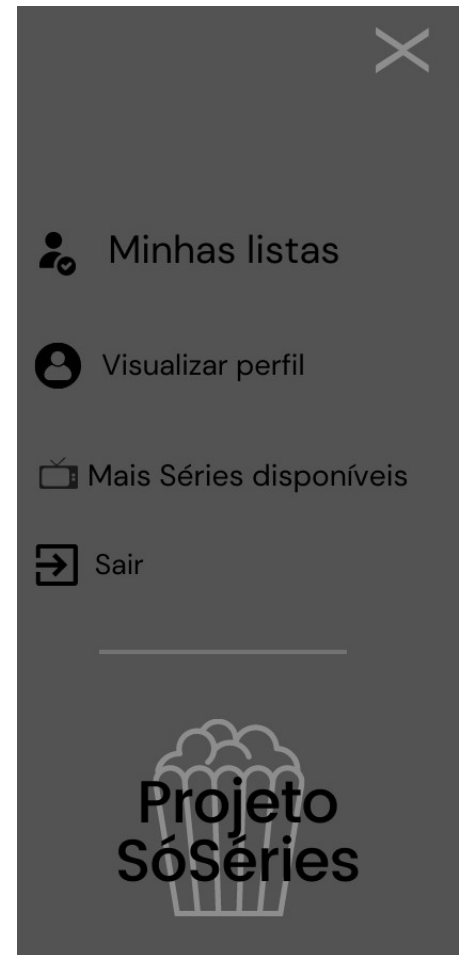 Minhas listas
Visualizar perfil
Mais Séries disponíveis
Sair
Projeto
SóSéries